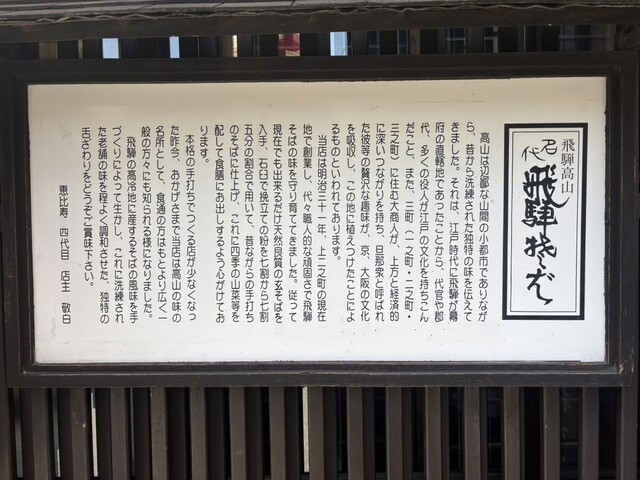 飛騨高山
名代
飛騨そば
高山は辺鄙な山間の小都市でありなが
ら、昔から洗練された独特の味を伝えて
きました。それは、江戸時代に飛騨が幕
府の直轄地であったことから、代官や郡
代、多くの役人が江戸の文化を持ちこん
だこと、また、三町（一之町・二之町・
三之町）に住む大商人が、上方と経済的
に深いつながりを持ち、旦那衆と呼ばれ
た彼等の贅沢な趣味が、京、大阪の文化
を吸収し、この地に植えつけたことによ
るものといわれております。
当店は明治三十一年、上二之町の現在
地で創業し、代々職人的な頑固さで飛騨
そばの味を守り育ててきました。従って
現在でも出来るだけ天然良質の玄そばを
入手、石臼で挽立ての粉を七割から七割
五分の割合で用いて、昔ながらの手打ち
のそばに仕上げ、これに四季の山菜等を
配して食膳にお出しするよう心がけてお
ります。
本格の手打ちでつくる店が少なくなっ
た昨今、おかげさまで当店は高山の味の
名所として、食通の方はもとより広く一
般の方々にも知られる様になりました。
飛騨の高冷地に産するそばの風味を手
づくりによって生かし、これに洗練され
た老舗の味を程よく調和させた、独特の
舌ざわりをどうぞご賞味下さい。
恵比寿 四代目 店主 敬白